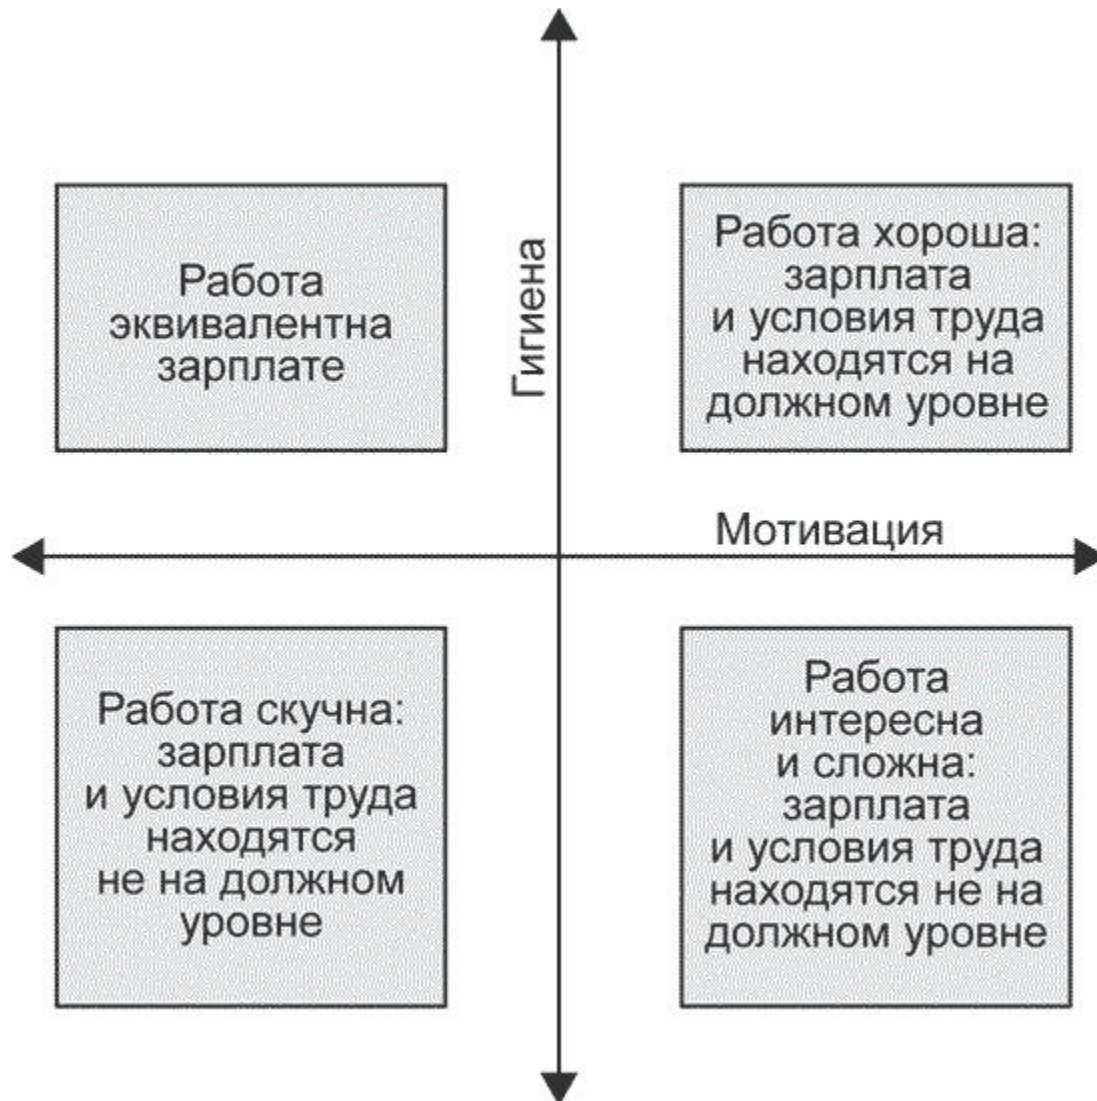 Работа
эквивалентна
зарплате
Гигиена
Работа хороша:
зарплата
и условия труда
находятся на
должном уровне
Мотивация
Работа скучна:
зарплата
и условия труда
находятся
не на должном
уровне
Работа
интересна
и сложна:
зарплата
и условия труда
находятся не на
должном уровне